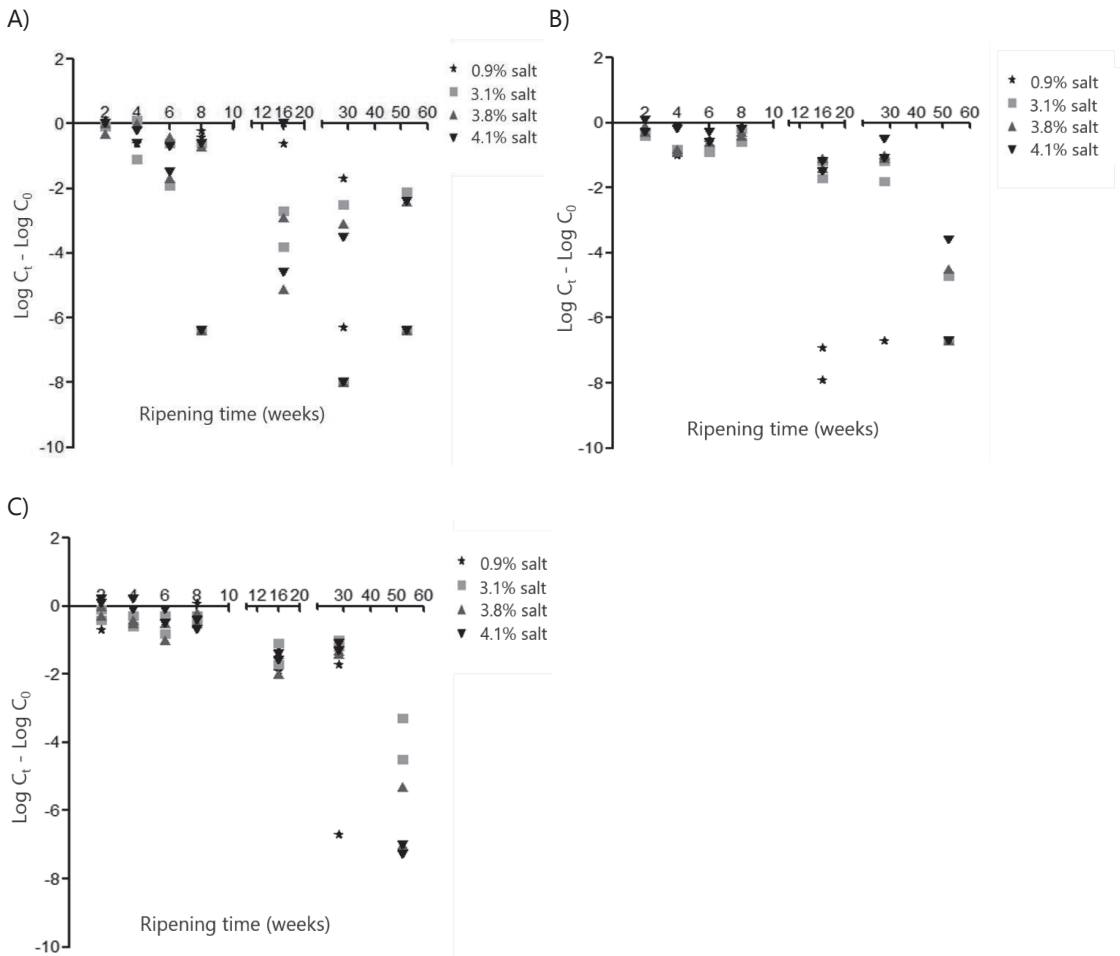 A)
2
0
-2
-4
-6
-8
-10
2 4 6 8 10 12 16 20 30 40 50 60
Log Ct - Log C0
Ripening time (weeks)
0.9% salt
3.1% salt
3.8% salt
4.1% salt
B)
2
0
-2
-4
-6
-8
-10
2 4 6 8 10 12 16 20 30 40 50 60
Log Ct - Log C0
Ripening time (weeks)
0.9% salt
3.1% salt
3.8% salt
4.1% salt
C)
2
0
-2
-4
-6
-8
-10
2 4 6 8 10 12 16 20 30 40 50 60
Log Ct - Log C0
Ripening time (weeks)
0.9% salt
3.1% salt
3.8% salt
4.1% salt